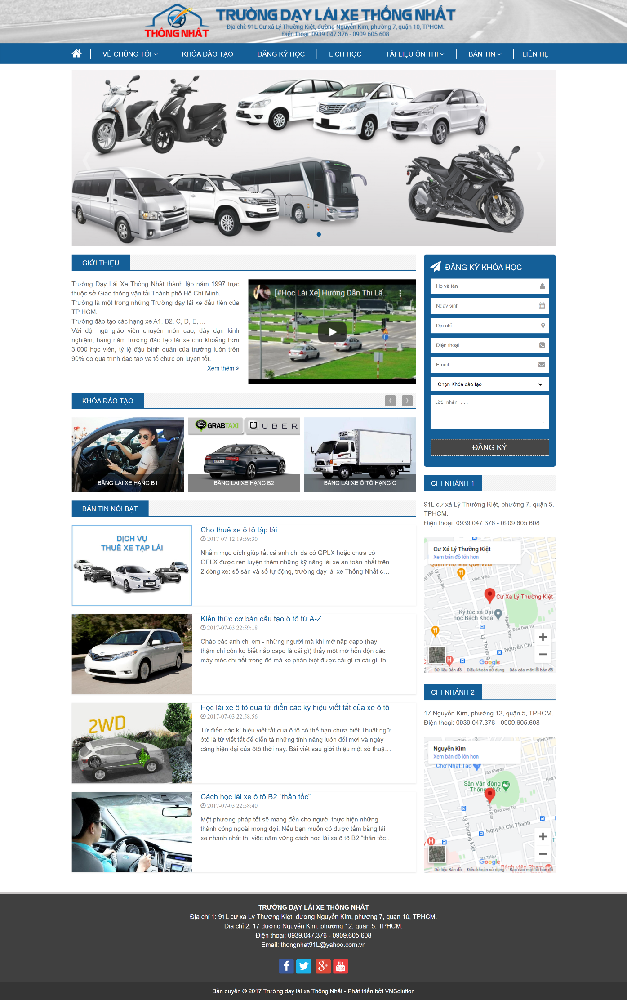 TRƯỜNG DẠY LÁI XE THỐNG NHẤT
Địa chỉ: 91L Cư xá Lý Thường Kiệt, đường Nguyễn Kim, phường 7, quận 10, TPHCM.
THỐNG NHẤT
Điện thoại: 0939.047.376 - 0909.605.608
VỀ CHÚNG TÔI
KHÓA ĐÀO TẠO
ĐĂNG KÝ HỌC
LỊCH HỌC
TÀI LIỆU ÔN THI
BẢN TIN
LIÊN HỆ
GIỚI THIỆU
Trường Dạy Lái Xe Thống Nhất thành lập năm 1997 trực
thuộc sở Giao thông vận tải Thành phố Hồ Chí Minh.
Trường là một trong những Trường dạy lái xe đầu tiên của
TP HCM.
Trường đào tạo các hạng xe A1, B2, C, D, E, ...
Với đội ngũ giáo viên chuyên môn cao, dày dạn kinh
nghiệm, hàng năm trường đào tạo lái xe cho khoảng hơn
3.000 học viên, tỷ lệ đậu bình quân của trường luôn trên
90% do quá trình đào tạo và tổ chức ôn luyện tốt.
Xem thêm »
[#Học Lái Xe] Hướng Dẫn Thi Lấ...
ĐĂNG KÝ KHÓA HỌC
Họ và tên
Ngày sinh
Địa chỉ
Điện thoại
Email
Chọn Khóa đào tạo
Lời nhắn ...
ĐĂNG KÝ
KHÓA ĐÀO TẠO
GRABTAXI
UBER
BẰNG LÁI XE HẠNG B1
BẰNG LÁI XE HẠNG B2
BẰNG LÁI XE Ô TÔ HẠNG C
BẢN TIN NỔI BẬT
DỊCH VỤ
THUÊ XE TẬP LÁI
Cho thuê xe ô tô tập lái
2017-07-12 19:59:30
Nhằm mục đích giúp tất cả anh chị đã có GPLX hoặc chưa có
GPLX được rèn luyện thêm những kỹ năng lái xe an toàn nhất trên
2 dòng xe: số sàn và số tự động, trường dạy lái xe Thống Nhất c...
Kiến thức cơ bản cấu tạo ô tô từ A-Z
2017-07-03 22:59:18
Chào các anh chị em - những người mà khi mở nắp capo (hay
thậm chí còn ko biết nắp capo là cái gì) thấy một mớ hỗn độn các
máy móc chi tiết trong đó mà ko phân biệt được cái gì ra cái gì, th...
2WD
Học lái xe ô tô qua từ điển các ký hiệu viết tắt của xe ô tô
2017-07-03 22:58:56
Từ điển các kí hiệu viết tắt của ô tô có thể bạn chưa biết Thuật ngữ
ôtô là từ viết tắt để diễn tả những tính năng luôn đổi mới và ngày
càng hiện đại của ôtô thời nay. Bài viết sau giới thiệu một số thuậ...
Cách học lái xe ô tô B2 “thần tốc”
2017-07-03 22:58:40
Một phương pháp tốt sẽ mang đến cho người thực hiện những
thành công ngoài mong đợi. Nếu bạn muốn có được tấm bằng lái
xe nhanh nhất thì việc nắm vững cách học lái xe ô tô B2 “thần tốc...
CHI NHÁNH 1
91L cư xá Lý Thường Kiệt, phường 7, quận 5,
TPHCM.
Điện thoại: 0939.047.376 - 0909.605.608
Cư Xá Lý Thường Kiệt
Xem bản đồ lớn hơn
Vĩnh Viễn
Cư Xá Lý Thường Kiệt
Ký túc xá Đại
học Bách Khoa
Nguyễn Kim
Đào Duy Từ
Lý Thường
Nguyễn Chí
Google
Dữ liệu Bản đồ
Điều khoản sử dụng
Báo cáo một lỗi bản đồ
CHI NHÁNH 2
17 Nguyễn Kim, phường 12, quận 5, TPHCM.
Điện thoại: 0939.047.376 - 0909.605.608
Nguyễn Kim
Xem bản đồ lớn hơn
Chợ Nhật Tảo
Tân Phước
Sân Vận động
Thống Nhất
Đào Duy Từ
Lý Thường Kiệt
Nguyễn Chí Thanh
Bà Triệu
Google
Dữ liệu Bản đồ
Điều khoản sử dụng
Báo cáo một lỗi bản đồ
TRƯỜNG DẠY LÁI XE THỐNG NHẤT
Địa chỉ 1: 91L cư xá Lý Thường Kiệt, đường Nguyễn Kim, phường 7, quận 10, TPHCM.
Địa chỉ 2: 17 đường Nguyễn Kim, phường 12, quận 5, TPHCM.
Điện thoại: 0939.047.376 - 0909.605.608
Email: thongnhat91L@yahoo.com.vn
You Tube
Bản quyền © 2017 Trường dạy lái xe Thống Nhất - Phát triển bởi VNSolution